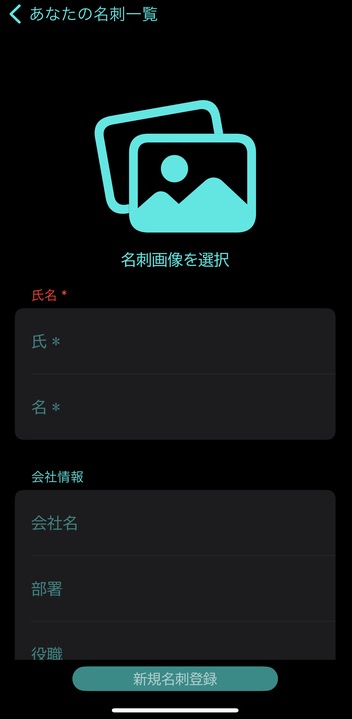 あなたの名刺一覧
名刺画像を選択
氏名 *
氏 *
名 *
会社情報
会社名
部署
役職
新規名刺登録